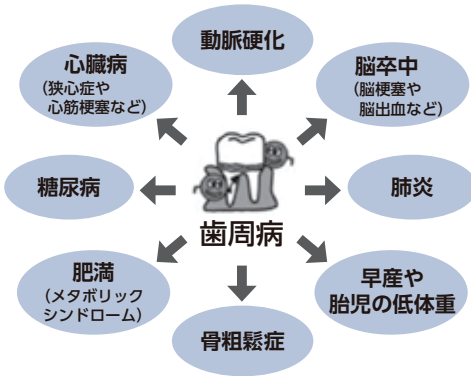 動脈硬化
心臓病
(狭心症や
心筋梗塞など)
脳卒中
(脳梗塞や
脳出血など)
糖尿病
歯周病
肺炎
肥満
(メタボリック
シンドローム)
早産や
胎児の低体重
骨粗鬆症